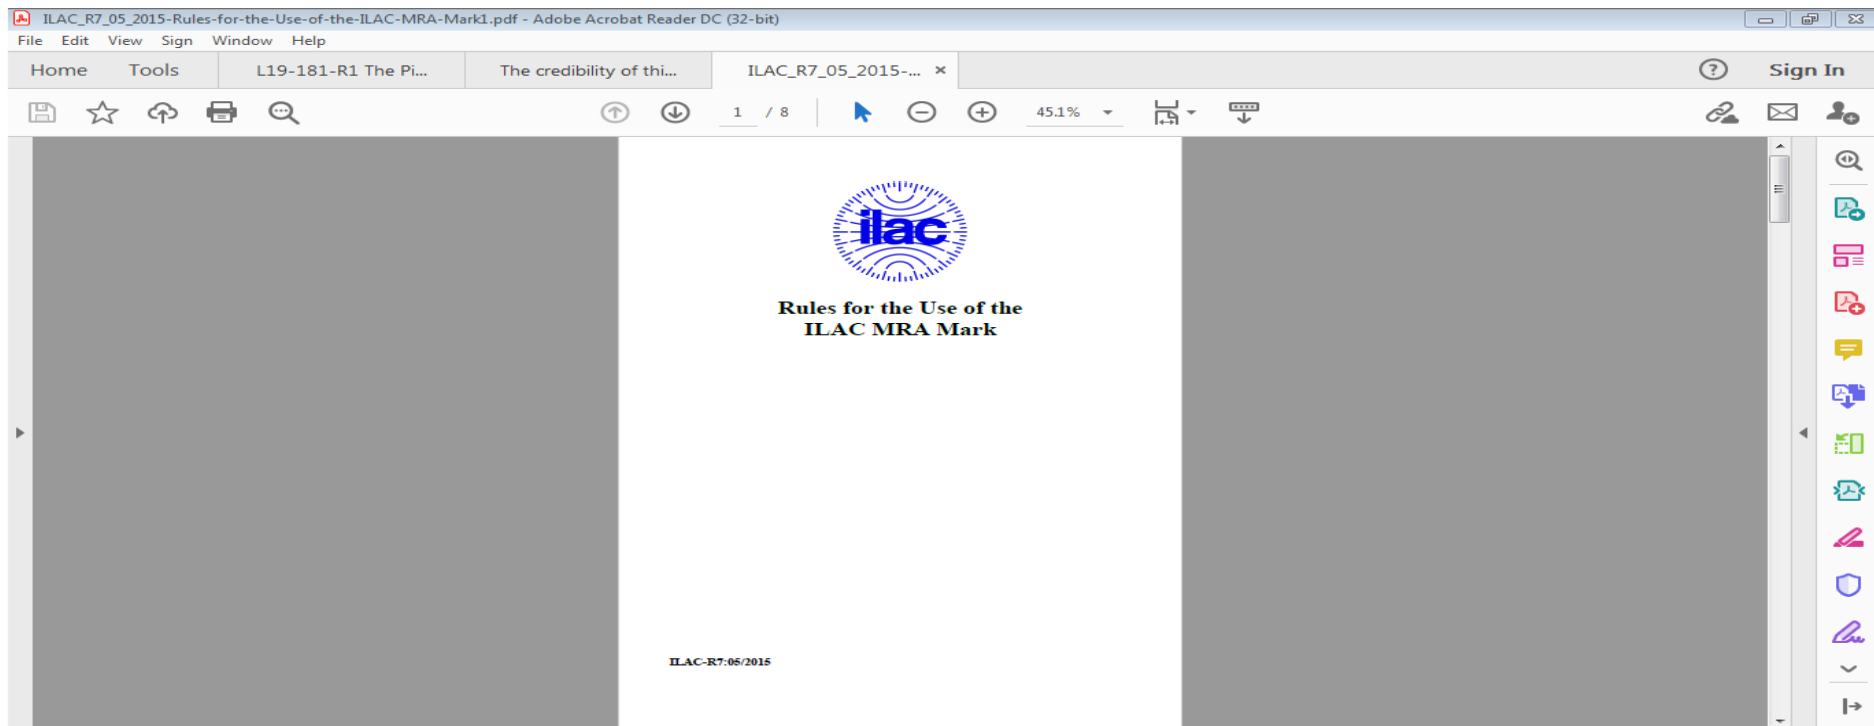 ILAC_R7_05_2015-Rules-for-the-Use-of-the-ILAC-MRA-Mark1.pdf - Adobe Acrobat Reader DC (32-bit)
File Edit View Sign Window Help
Home Tools L19-181-R1 The Pi... The credibility of thi... ILAC_R7_05_2015-... × ? Sign In
1 / 8 45.1%
ilac
Rules for the Use of the
ILAC MRA Mark
ILAC-R7:05/2015